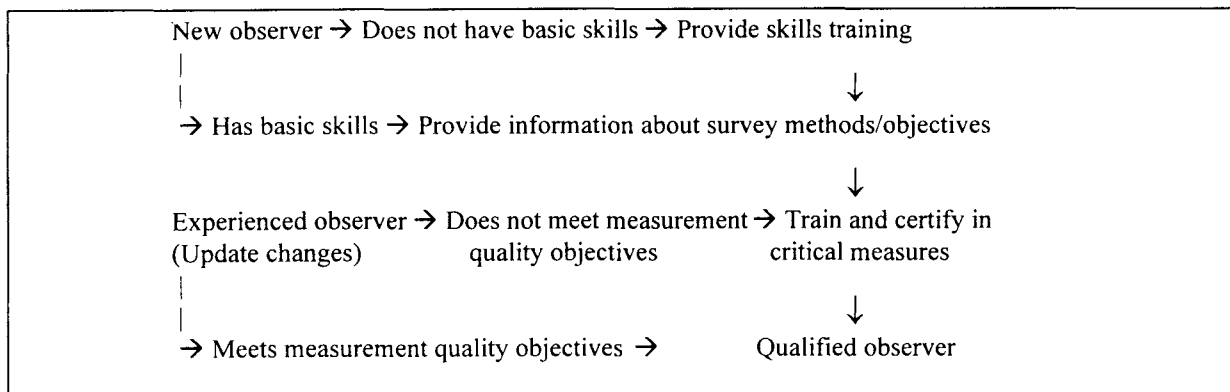 New observer → Does not have basic skills → Provide skills training
↓
→ Has basic skills → Provide information about survey methods/objectives
↓
Experienced observer → Does not meet measurement → Train and certify in
(Update changes) quality objectives critical measures
↓
→ Meets measurement quality objectives → Qualified observer